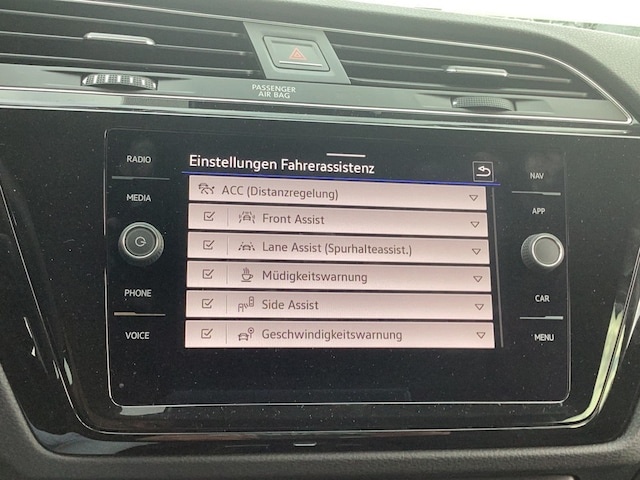 PASSENGER
AIR BAG
RADIO
MEDIA
PHONE
VOICE
Einstellungen Fahrerassistenz
ACC (Distanzregelung)
Front Assist
Lane Assist (Spurhalteassist.)
Müdigkeitswarnung
Side Assist
Geschwindigkeitswarnung
NAV
APP
CAR
MENU